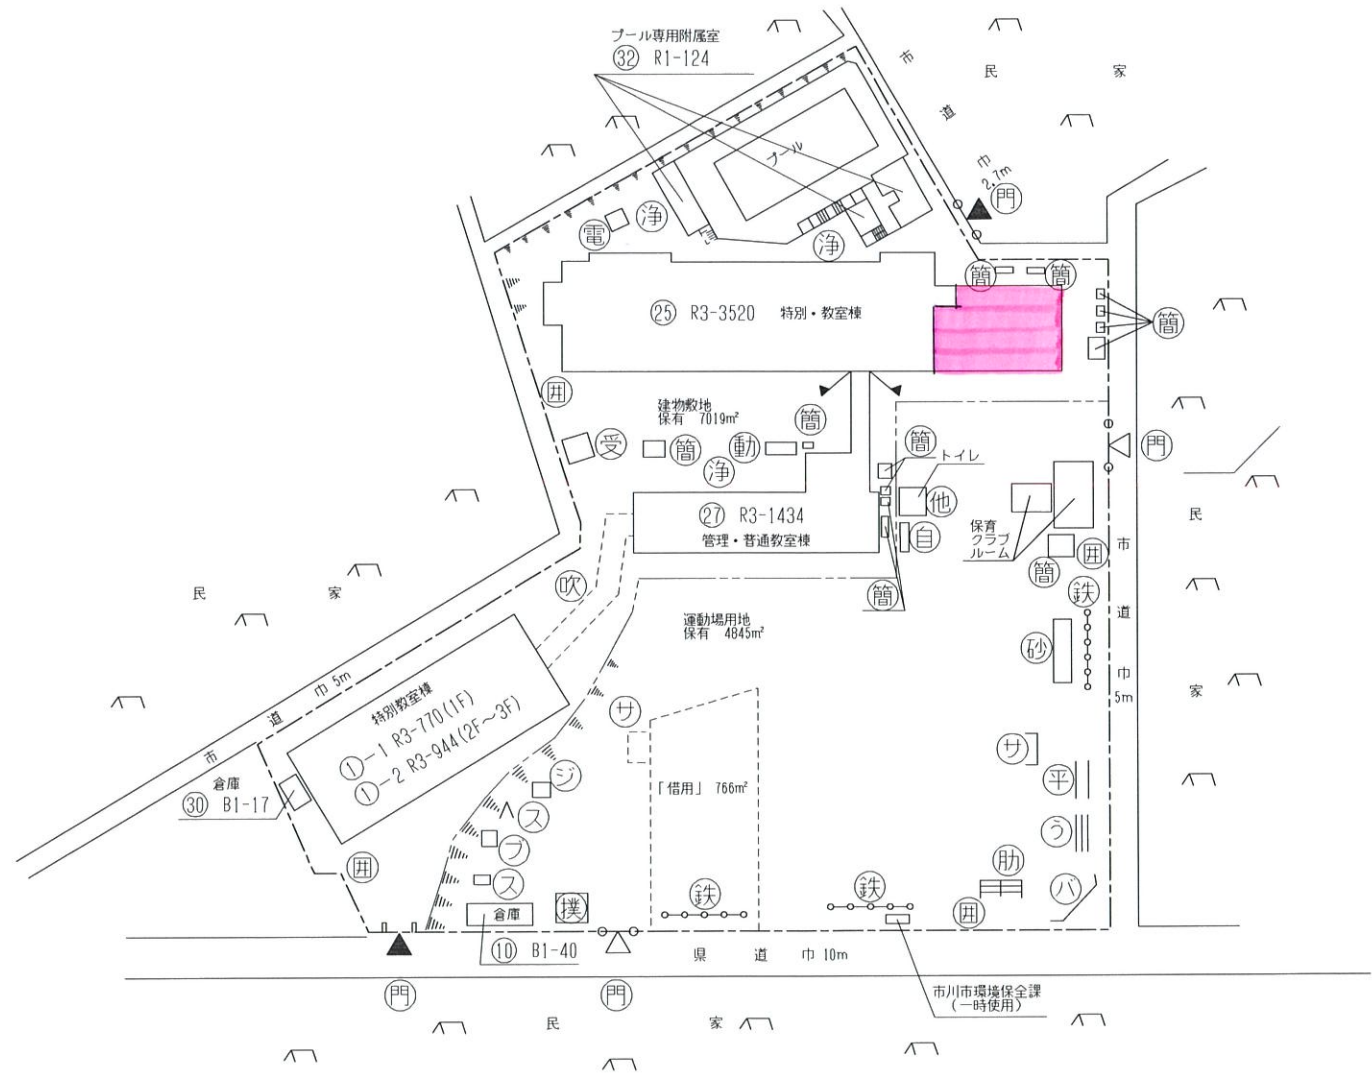 プール専用附属室
㉜ R1-124
市
道
巾
2.7m
民
家
プール
門
電
浄
浄
簡
簡
簡
㉕ R3-3520 特別・教室棟
囲
建物敷地
保有 7019m²
受
簡
動
簡
浄
簡
トイレ
門
㉗ R3-1434
管理・普通教室棟
他
自
保育
クラブ
ルーム
簡
囲
民
家
市
道
巾
5m
民
家
吹
簡
鉄
運動場用地
保有 4845m²
砂
市
道
巾 5m
特別教室棟
①-1 R3-770(1F)
①-2 R3-944(2F~3F)
サ
サ
倉庫
㉚ B1-17
ジ
ス
ブ
ス
「借用」 766m²
平
う
肋
バ
囲
倉庫
撲
鉄
鉄
囲
⑩ B1-40
県
道
巾 10m
門
門
市川市環境保全課
(一時使用)
民
家